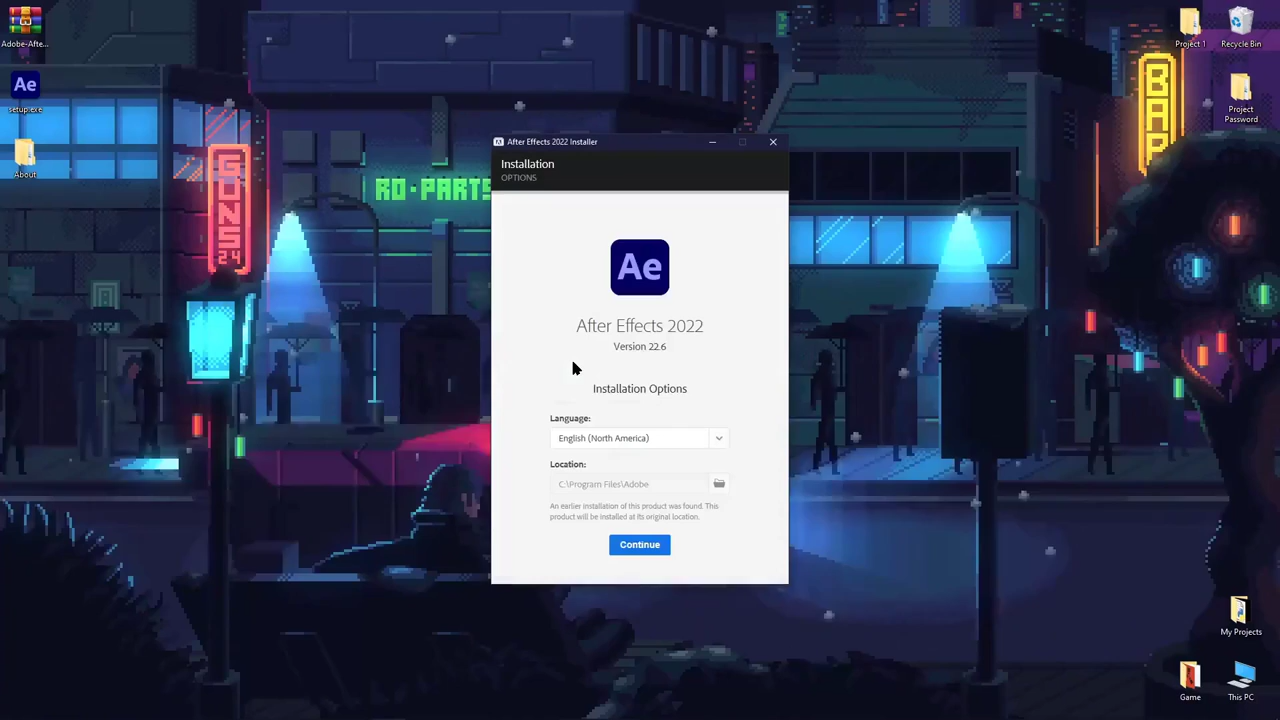 Adobe-Afte...
Ae
setup.exe
About
Project 1
Recycle Bin
Project
Password
BAR
GUNS
24
RO·PARTS
After Effects 2022 Installer
Installation
OPTIONS
Ae
After Effects 2022
Version 22.6
Installation Options
Language:
English (North America)
Location:
C:\Program Files\Adobe
An earlier installation of this product was found. This
product will be installed at its original location.
Continue
My Projects
Game
This PC